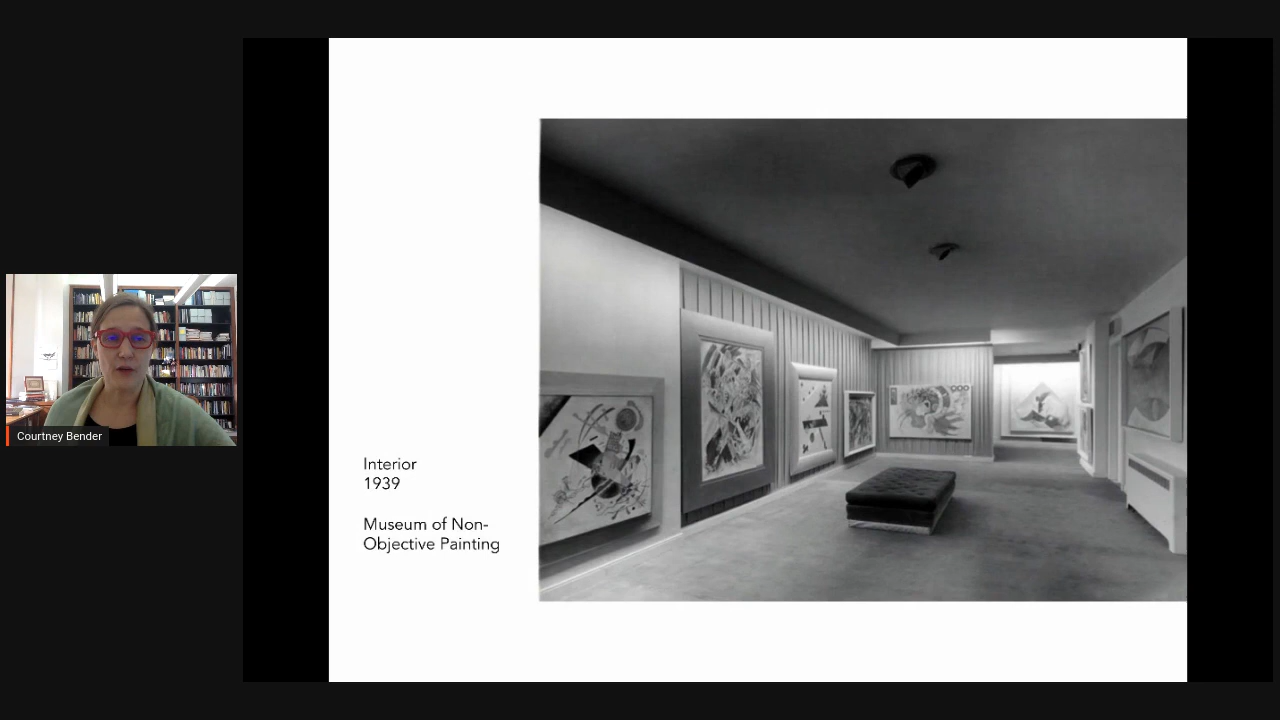 Courtney Bender
Interior
1939
Museum of Non-
Objective Painting